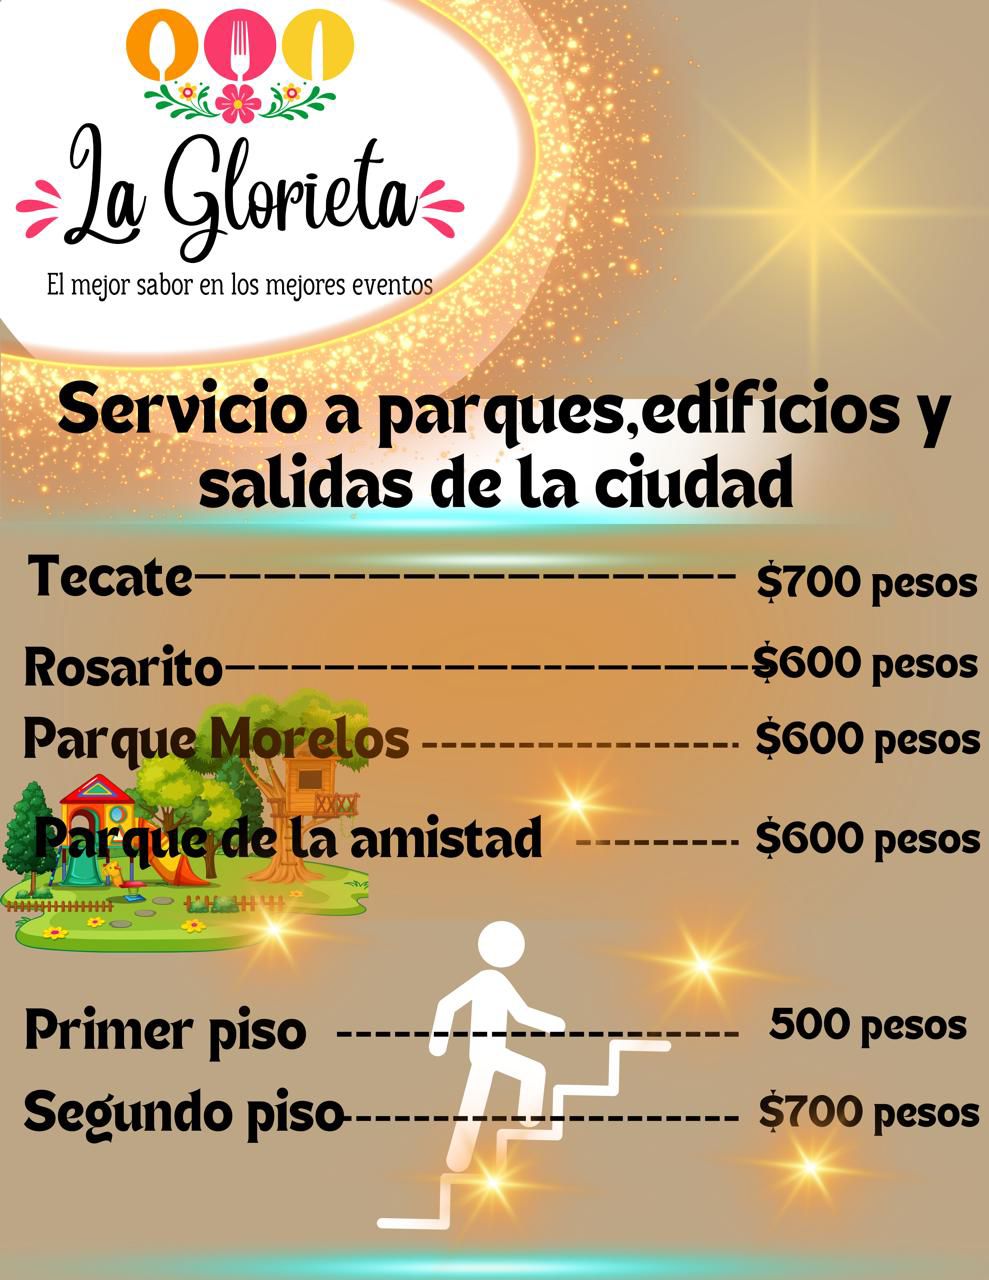 La Glorieta
El mejor sabor en los mejores eventos
Servicio a parques,edificios y
salidas de la ciudad
Tecate $700 pesos
Rosarito $600 pesos
Parque Morelos $600 pesos
Parque de la amistad $600 pesos
Primer piso 500 pesos
Segundo piso $700 pesos